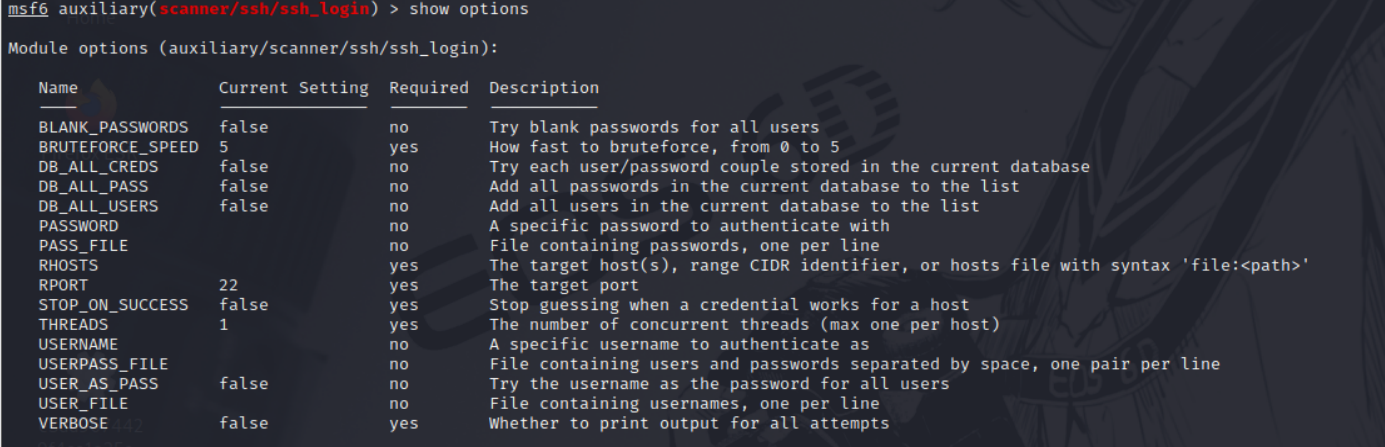 msf6 auxiliary(scanner/ssh/ssh_login) > show options
Module options (auxiliary/scanner/ssh/ssh_login):
Name Current Setting Required Description
BLANK_PASSWORDS false no Try blank passwords for all users
BRUTEFORCE_SPEED 5 yes How fast to bruteforce, from 0 to 5
DB_ALL_CREDS false no Try each user/password couple stored in the current database
DB_ALL_PASS false no Add all passwords in the current database to the list
DB_ALL_USERS false no Add all users in the current database to the list
PASSWORD no A specific password to authenticate with
PASS_FILE no File containing passwords, one per line
RHOSTS yes The target host(s), range CIDR identifier, or hosts file with syntax 'file:<path>'
RPORT 22 yes The target port
STOP_ON_SUCCESS false yes Stop guessing when a credential works for a host
THREADS 1 yes The number of concurrent threads (max one per host)
USERNAME no A specific username to authenticate as
USERPASS_FILE no File containing users and passwords separated by space, one pair per line
USER_AS_PASS false no Try the username as the password for all users
USER_FILE no File containing usernames, one per line
VERBOSE false yes Whether to print output for all attempts